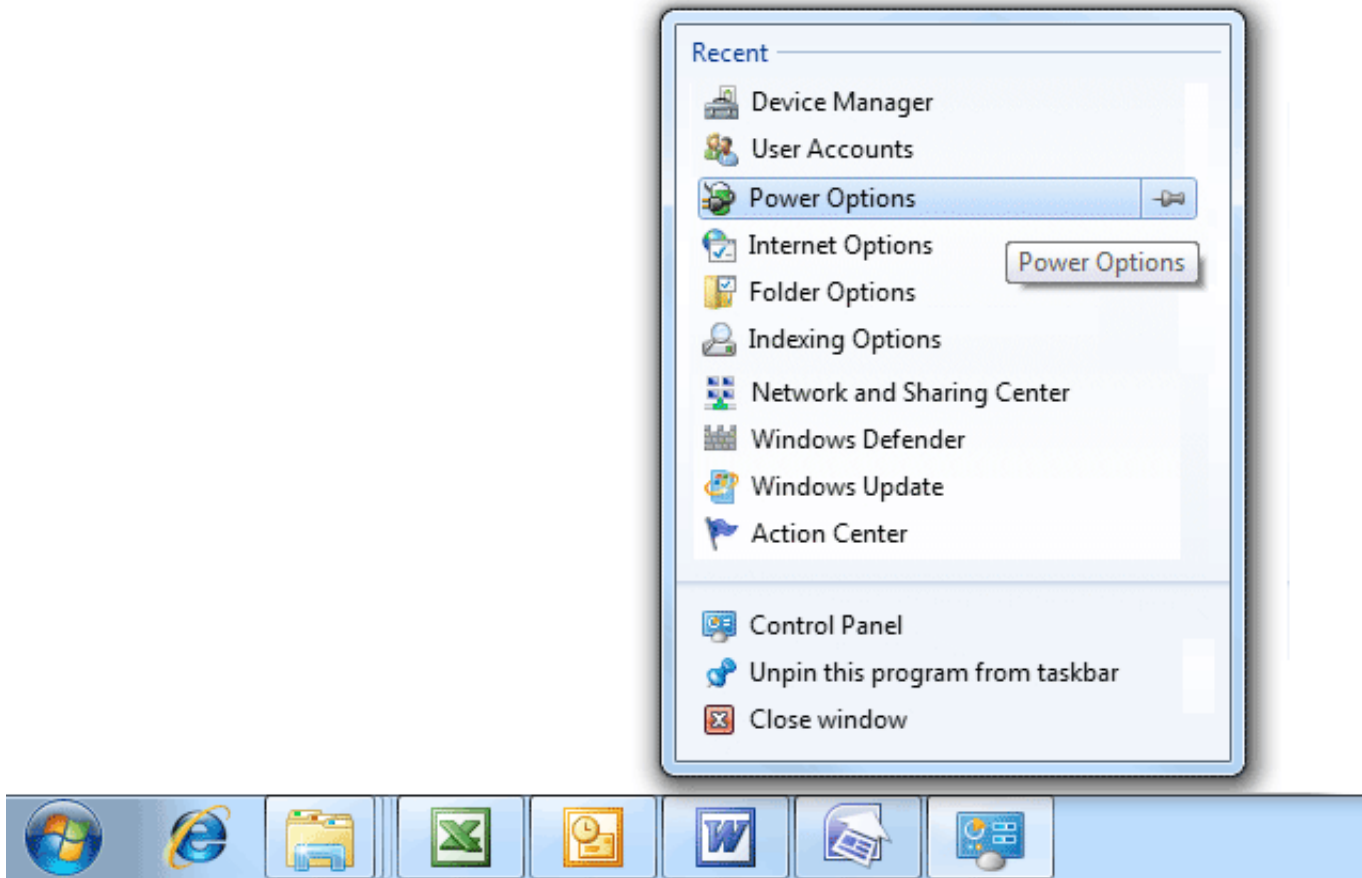 Recent
Device Manager
User Accounts
Power Options
Internet Options
Power Options
Folder Options
Indexing Options
Network and Sharing Center
Windows Defender
Windows Update
Action Center
Control Panel
Unpin this program from taskbar
Close window